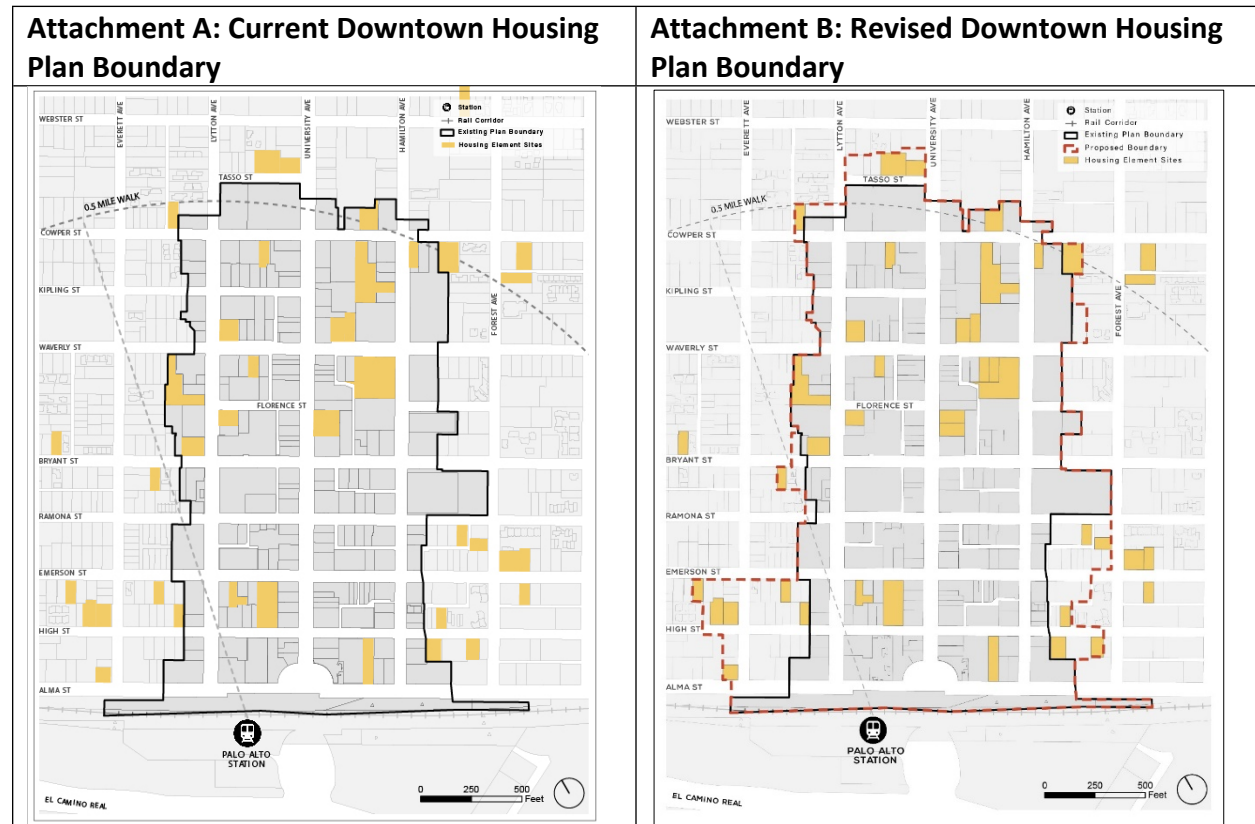 Attachment A: Current Downtown Housing
Plan Boundary
EVERETT AVE
LYTTON AVE
UNIVERSITY AVE
HAMILTON AVE
Station
Rail Corridor
Existing Plan Boundary
Housing Element Sites
WEBSTER ST
TASSO ST
0.5 MILE WALK
COWPER ST
KIPLING ST
FOREST AVE
WAVERLY ST
FLORENCE ST
BRYANT ST
RAMONA ST
EMERSON ST
HIGH ST
ALMA ST
PALO ALTO
STATION
0 250 500
Feet
EL CAMINO REAL
Attachment B: Revised Downtown Housing
Plan Boundary
EVERETT AVE
LYTTON AVE
UNIVERSITY AVE
HAMILTON AVE
Station
Rail Corridor
Existing Plan Boundary
Proposed Boundary
Housing Element Sites
WEBSTER ST
TASSO ST
0.5 MILE WALK
COWPER ST
KIPLING ST
FOREST AVE
WAVERLY ST
FLORENCE ST
BRYANT ST
RAMONA ST
EMERSON ST
HIGH ST
ALMA ST
PALO ALTO
STATION
0 250 500
Feet
EL CAMINO REAL